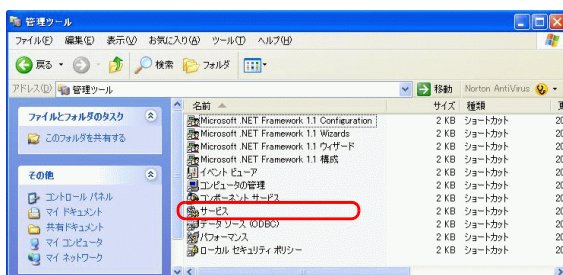 管理ツール
ファイル(F) 編集(E) 表示(V) お気に入り(A) ツール(T) ヘルプ(H)
戻る 検索 フォルダ
アドレス(D) 管理ツール 移動 Norton AntiVirus
ファイルとフォルダのタスク
このフォルダを共有する
その他
コントロール パネル
マイ ドキュメント
共有ドキュメント
マイ コンピュータ
マイ ネットワーク
名前 サイズ 種類
Microsoft .NET Framework 1.1 Configuration 2 KB ショートカット 20
Microsoft .NET Framework 1.1 Wizards 2 KB ショートカット 20
Microsoft .NET Framework 1.1 ウィザード 2 KB ショートカット 20
Microsoft .NET Framework 1.1 構成 2 KB ショートカット 20
イベント ビューア 2 KB ショートカット 20
コンピュータの管理 2 KB ショートカット 20
コンポーネント サービス 2 KB ショートカット 20
サービス 2 KB ショートカット 20
データ ソース (ODBC) 2 KB ショートカット 20
パフォーマンス 2 KB ショートカット 20
ローカル セキュリティ ポリシー 2 KB ショートカット 20